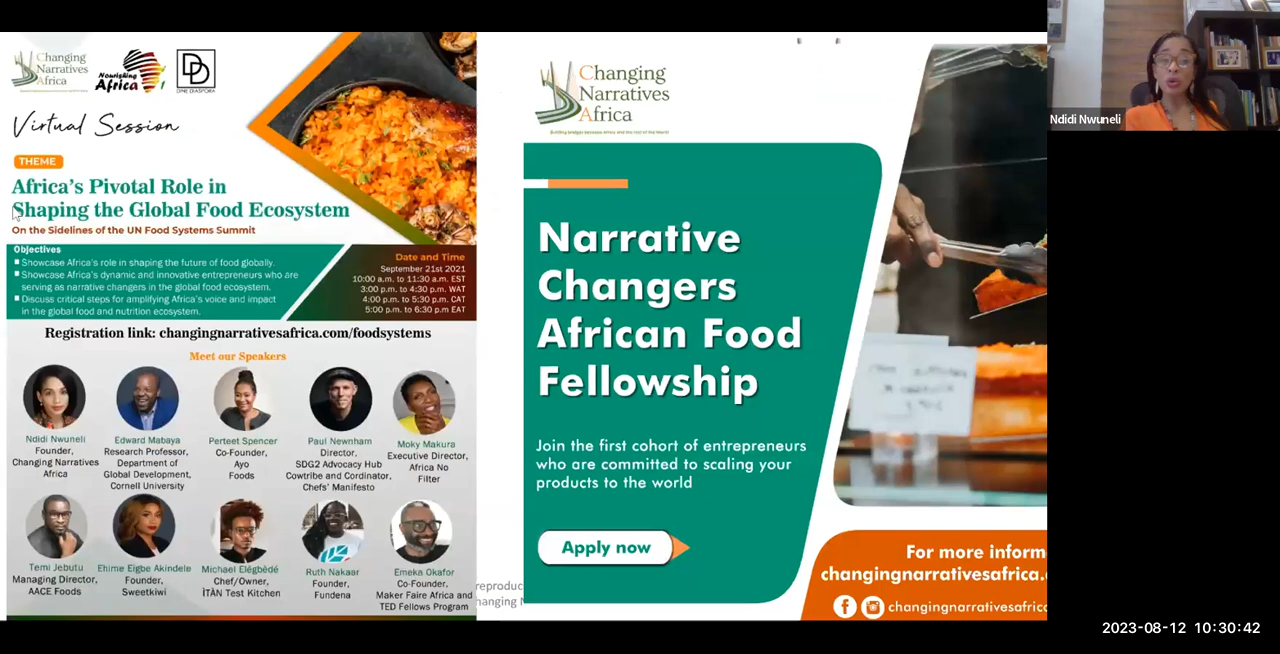 Changing
Narratives
Africa
Nourishing
Africa
DD
DINE DIASPORA
Virtual Session
THEME
Africa's Pivotal Role in
Shaping the Global Food Ecosystem
On the Sidelines of the UN Food Systems Summit
Objectives
Showcase Africa's role in shaping the future of food globally.
Showcase Africa's dynamic and innovative entrepreneurs who are
serving as narrative changers in the global food ecosystem.
Discuss critical steps for amplifying Africa's voice and impact
in the global food and nutrition ecosystem.
Date and Time
September 21st 2021
10:00 a.m. to 11:30 a.m. EST
3:00 p.m. to 4:30 p.m. WAT
4:00 p.m. to 5:30 p.m. CAT
5:00 p.m. to 6:30 p.m EAT
Registration link: changingnarrativesafrica.com/foodsystems
Meet our Speakers
Ndidi Nwuneli
Founder,
Changing Narratives
Africa
Edward Mabaya
Research Professor,
Department of
Global Development,
Cornell University
Perteet Spencer
Co-Founder,
Ayo
Foods
Paul Newnham
Director,
SDG2 Advocacy Hub
Cowtribe and Cordinator,
Chefs' Manifesto
Moky Makura
Executive Director,
Africa No
Filter
Temi Jebutu
Managing Director,
AACE Foods
Ehime Eigbe Akindele
Founder,
Sweetkiwi
Michael Elégbèdé
Chef/Owner,
ÌTÀN Test Kitchen
Ruth Nakaar
Founder,
Fundena
Emeka Okafor
Co-Founder,
Maker Faire Africa and
TED Fellows Program
reproduc
hanging N
Changing
Narratives
Africa
Building bridges between Africa and the rest of the World
Narrative
Changers
African Food
Fellowship
Join the first cohort of entrepreneurs
who are committed to scaling your
products to the world
Apply now
For more inform
changingnarrativesafrica.
changingnarrativesafric
Ndidi Nwuneli
2023-08-12 10:30:42